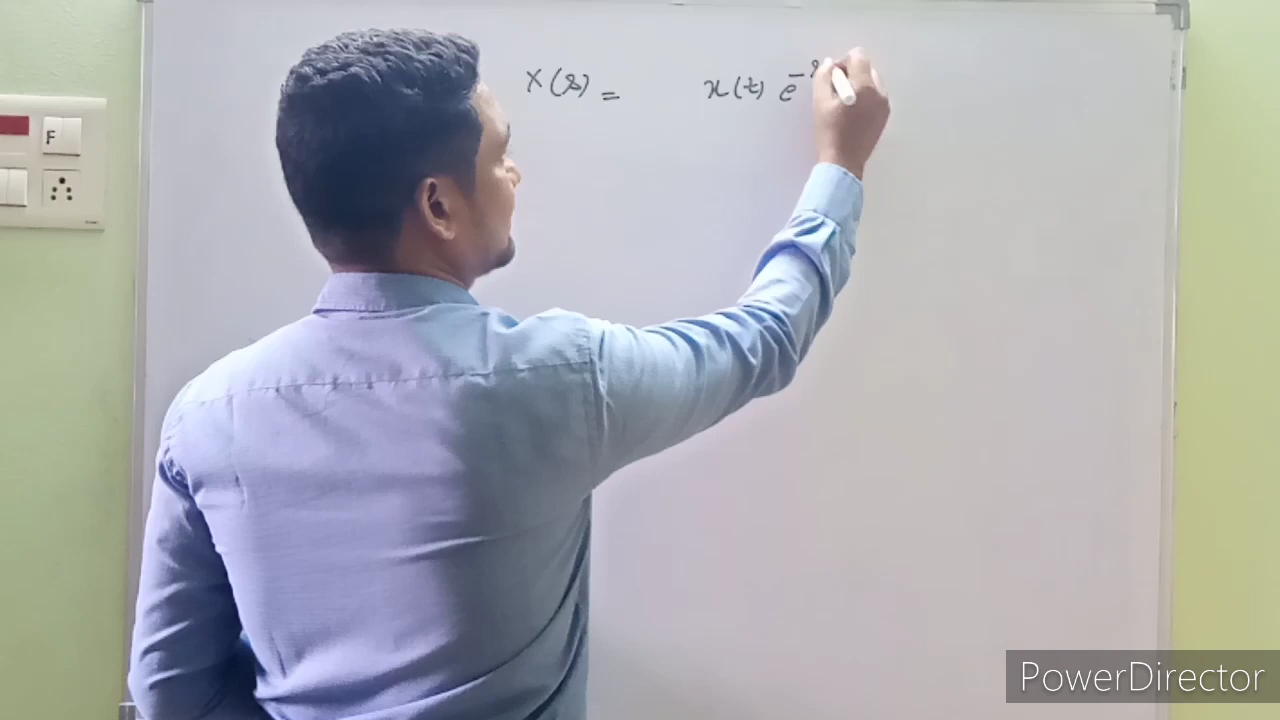 X(s) = x(t) e^-s
F
PowerDirector